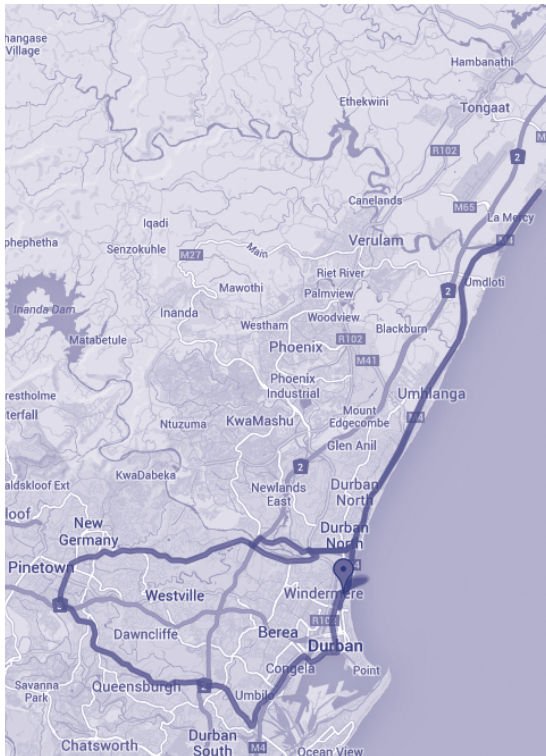 hangase
Village
Hambanathi
Ethekwini
Tongaat
R102
2
Canelands
M65
La Mercy
Iqadi
phephetha
Senzokuhle
M27
Main
Verulam
Riet River
Umdloti
2
Mawothi
Palmview
Inanda Dam
Inanda
Woodview
Blackburn
Westham
R102
Matabetule
Phoenix
M41
Phoenix
Industrial
restholme
terfall
Umhlanga
Mount
Edgecombe
Ntuzuma
KwaMashu
Glen Anil
2
KwaDabeka
aldskloof Ext
Newlands
East
Durban
North
loof
New
Germany
Durban
North
Pinetown
Westville
Windermere
R102
Dawncliffe
Berea
Durban
Congela
Point
Queensburgh
2
Umbilo
Savanna
Park
Chatsworth
Durban
South
M4
Ocean View